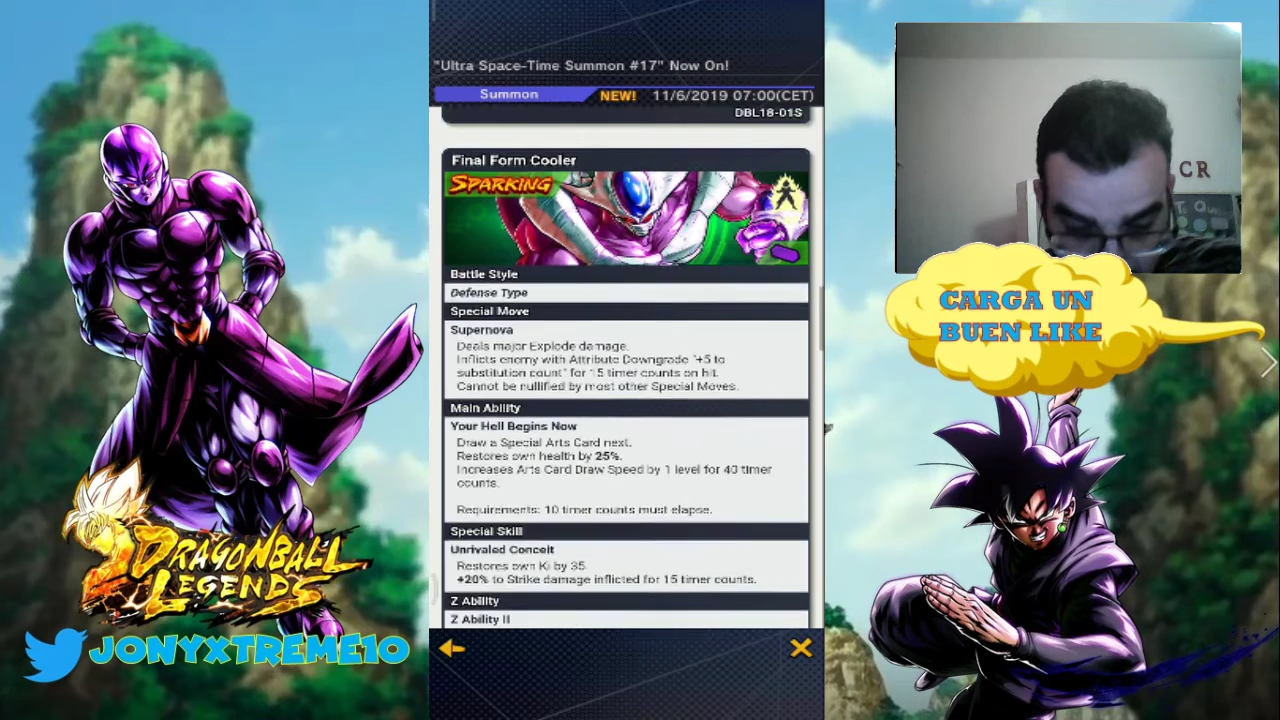 "Ultra Space-Time Summon #17" Now On!
Summon NEW! 11/6/2019 07:00(CET)
DBL18-01S
Final Form Cooler
SPARKING
Battle Style
Defense Type
Special Move
Supernova
Deals major Explode damage.
Inflicts enemy with Attribute Downgrade "+5 to
substitution count" for 15 timer counts on hit.
Cannot be nullified by most other Special Moves.
Main Ability
Your Hell Begins Now
Draw a Special Arts Card next.
Restores own health by 25%.
Increases Arts Card Draw Speed by 1 level for 40 timer
counts.
Requirements: 10 timer counts must elapse.
Special Skill
Unrivaled Conceit
Restores own Ki by 35.
+20% to Strike damage inflicted for 15 timer counts.
Z Ability
Z Ability II
CR
CARGA UN
BUEN LIKE
DRAGONBALL
LEGENDS
JONYXTREME10